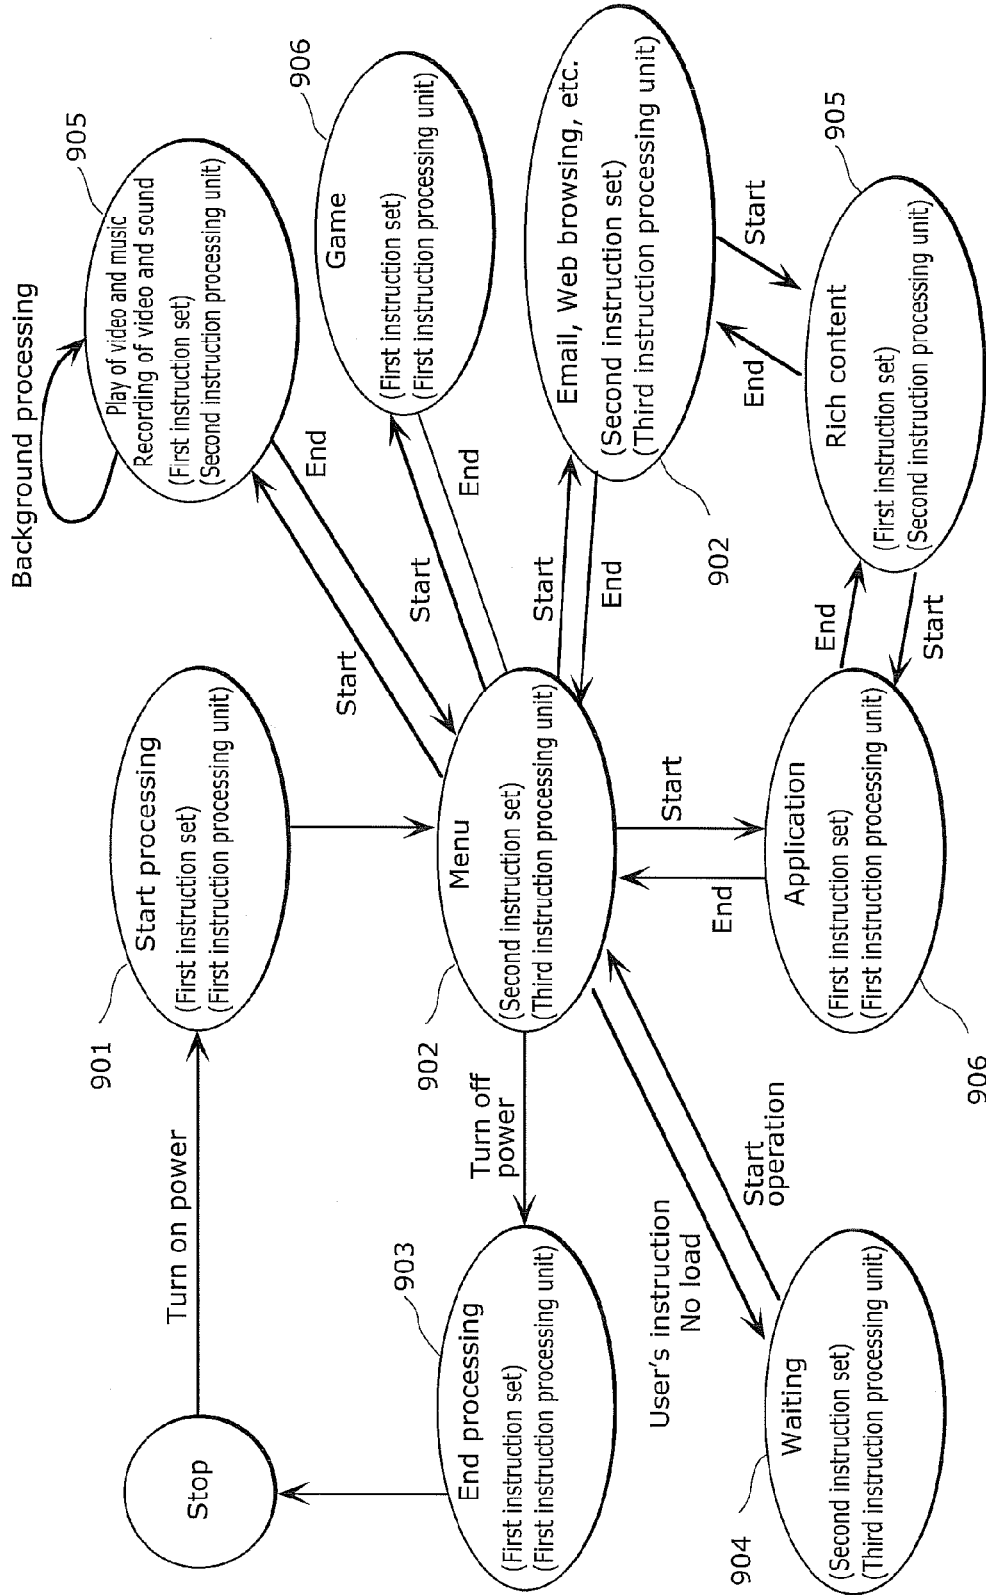 Stop
Turn on power
901
Start processing
(First instruction set)
(First instruction processing unit)
Background processing
905
Play of video and music
Recording of video and sound
(First instruction set)
(Second instruction processing unit)
Start
End
906
Game
(First instruction set)
(First instruction processing unit)
Start
End
903
End processing
(First instruction set)
(First instruction processing unit)
Turn off
power
902
Menu
(Second instruction set)
(Third instruction processing unit)
Start
End
902
Email, Web browsing, etc.
(Second instruction set)
(Third instruction processing unit)
User's instruction
No load
Start
operation
End
Start
End
Start
904
Waiting
(Second instruction set)
(Third instruction processing unit)
906
Application
(First instruction set)
(First instruction processing unit)
End
Start
905
Rich content
(First instruction set)
(Second instruction processing unit)